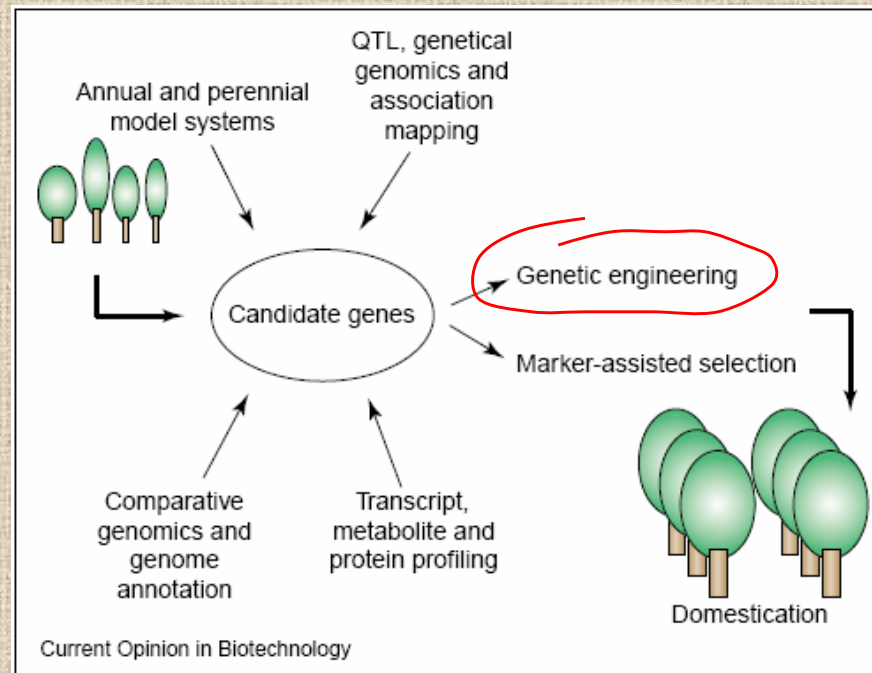 QTL, genetical
genomics and
association
mapping
Annual and perennial
model systems
Genetic engineering
Candidate genes
Marker-assisted selection
Comparative
genomics and
genome
annotation
Transcript,
metabolite and
protein profiling
Domestication
Current Opinion in Biotechnology